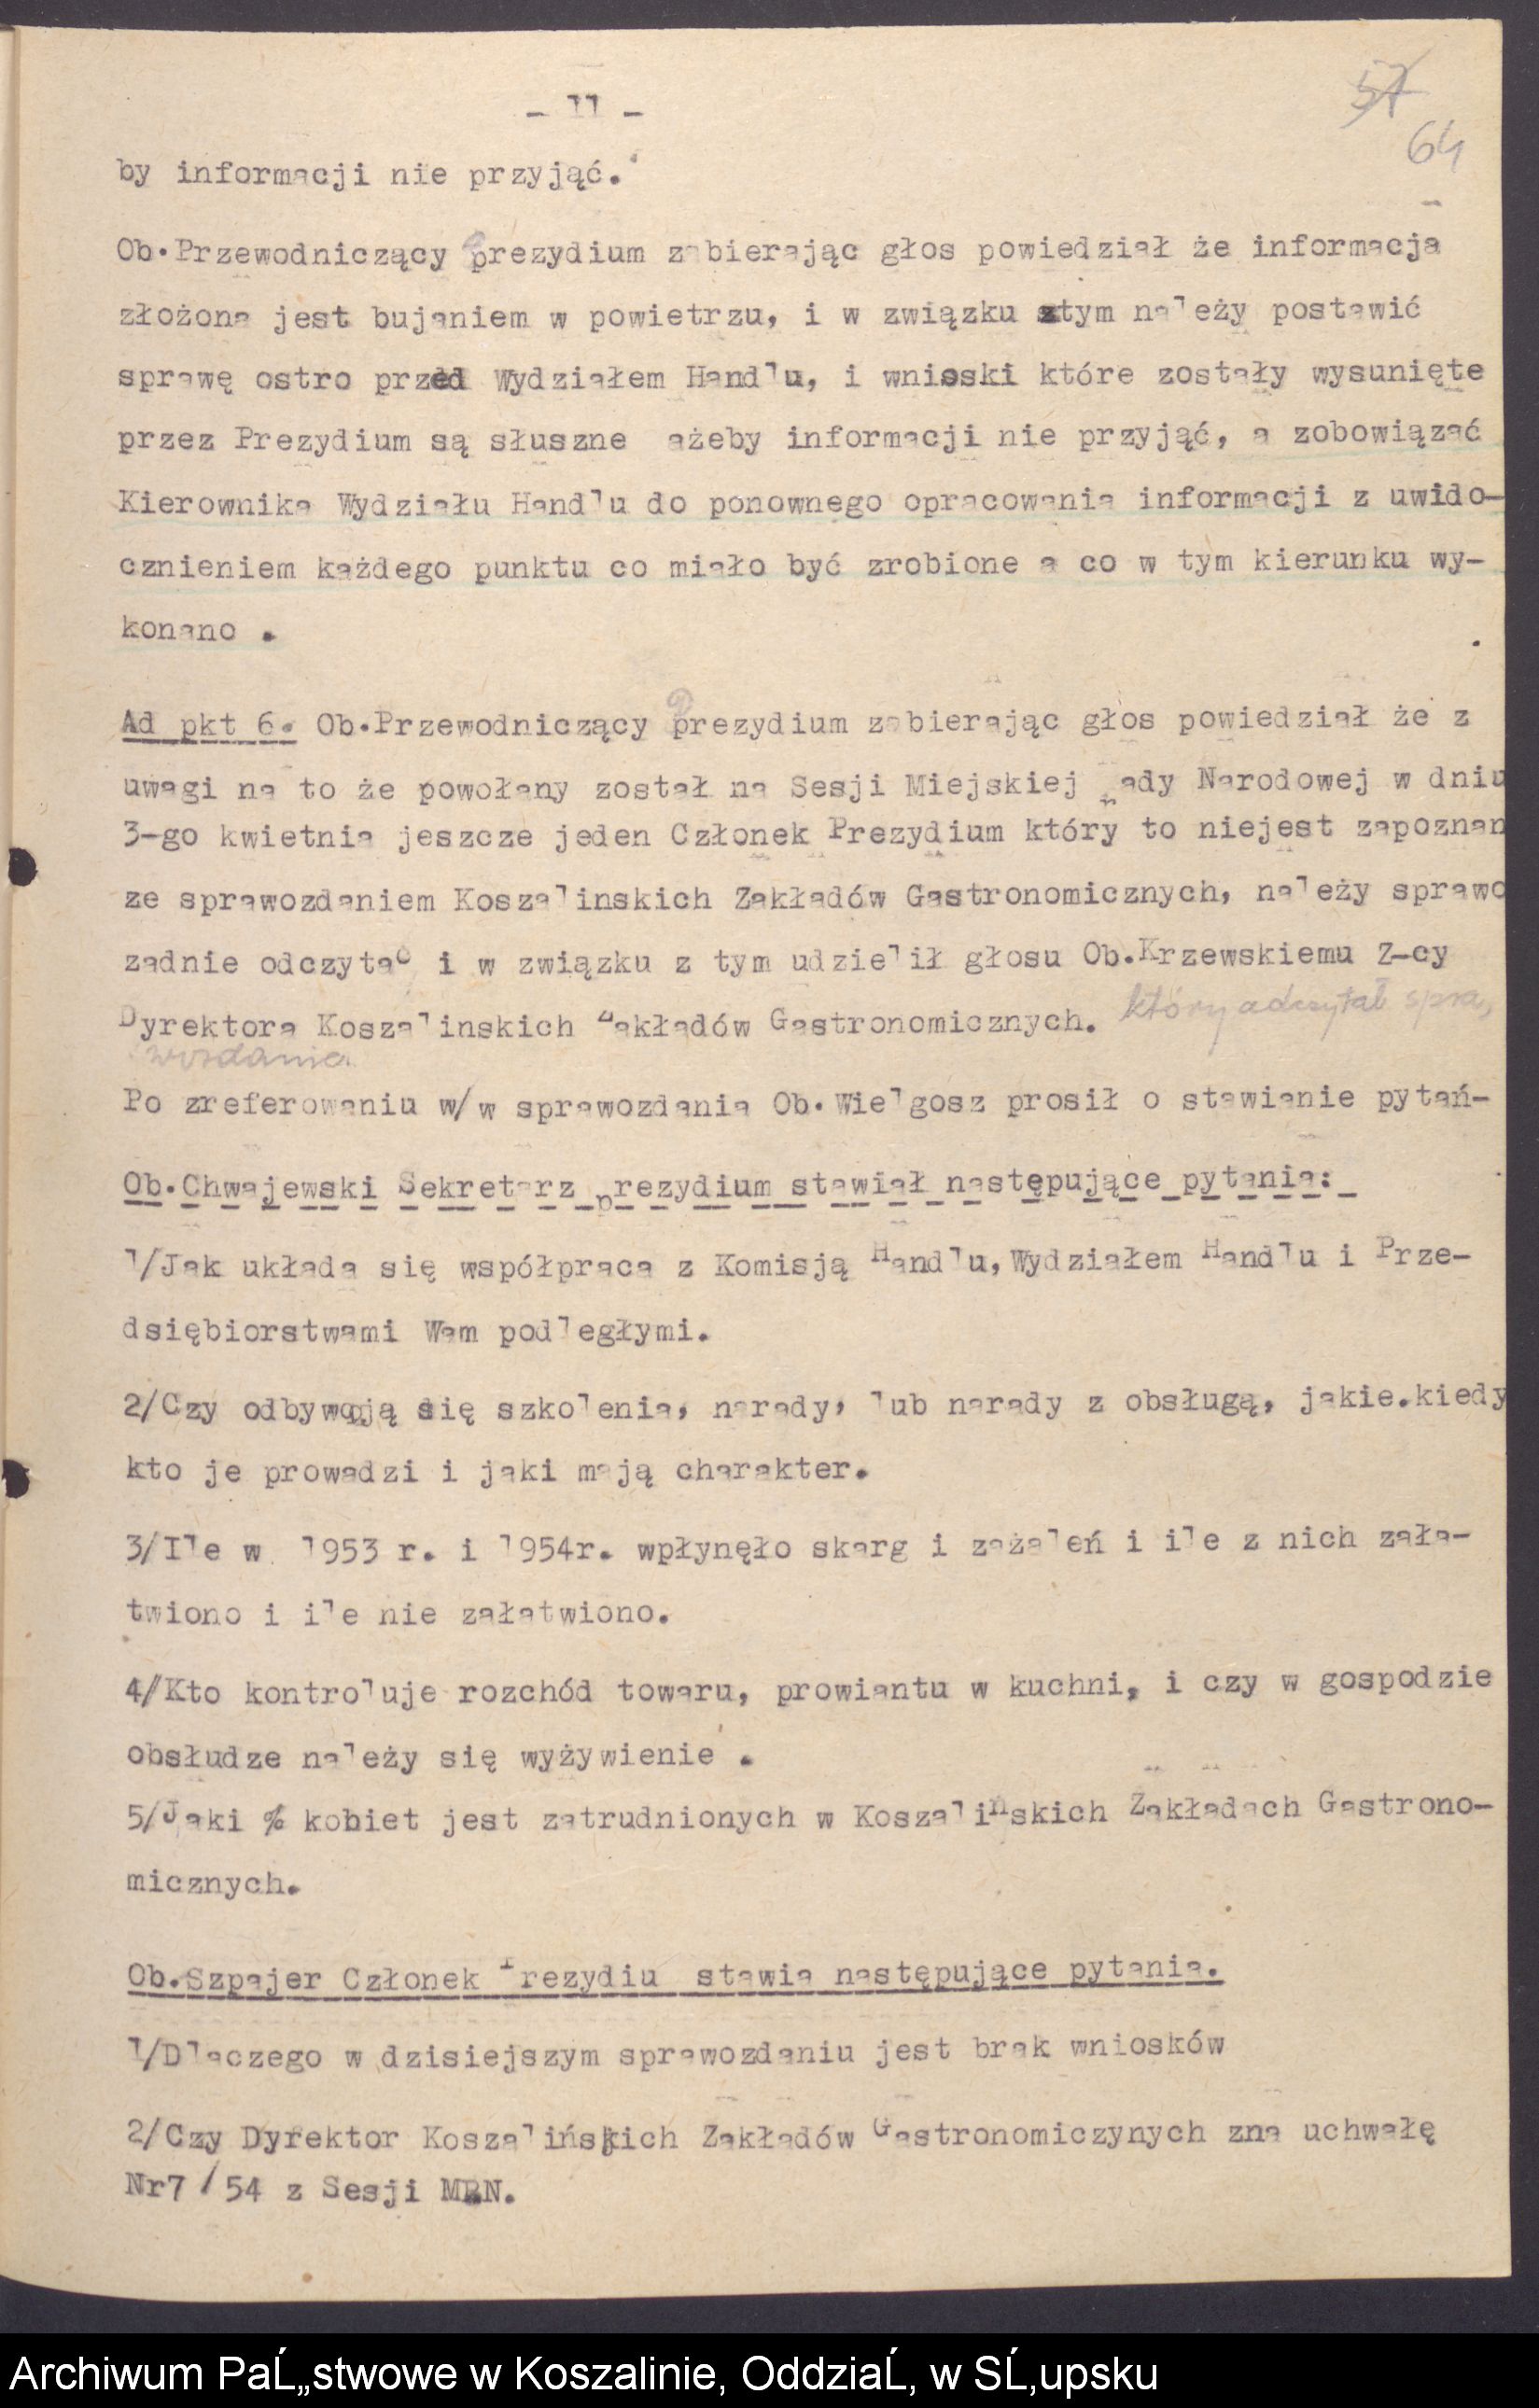 - 11 -
57
64
by informacji nie przyjąć.
Ob.Przewodniczący prezydium zabierając głos powiedział że informacja
złożona jest bujaniem w powietrzu, i w związku ztym należy postawić
sprawę ostro przed Wydziałem Handlu, i wnioski które zostały wysunięte
przez Prezydium są słuszne ażeby informacji nie przyjąć, a zobowiązać
Kierownika Wydziału Handlu do ponownego opracowania informacji z uwido-
cznieniem każdego punktu co miało być zrobione a co w tym kierunku wy-
konano .
Ad pkt 6. Ob.Przewodniczący prezydium zabierając głos powiedział że z
uwagi na to że powołany został na Sesji Miejskiej Rady Narodowej w dniu
3-go kwietnia jeszcze jeden Członek Prezydium który to niejest zapoznan
ze sprawozdaniem Koszalinskich Zakładów Gastronomicznych, należy sprawo
zadnie odczytać i w związku z tym udzielił głosu Ob.Krzewskiemu Z-cy
Dyrektora Koszalinskich Zakładów Gastronomicznych. który odczytał spra,
wozdania
Po zreferowaniu w/w sprawozdania Ob.Wielgosz prosił o stawianie pytań-
Ob.Chwajewski Sekretarz prezydium stawiał następujące pytania:
1/Jak układa się współpraca z Komisją Handlu,Wydziałem Handlu i Prze-
dsiębiorstwami Wam podległymi.
2/Czy odbywają się szkolenia, narady, lub narady z obsługą, jakie.kiedy
kto je prowadzi i jaki mają charakter.
3/Ile w 1953 r. i 1954r. wpłynęło skarg i zażaleń i ile z nich zała-
twiono i ile nie załatwiono.
4//Kto kontroluje rozchód towaru, prowiantu w kuchni, i czy w gospodzie
obsłudze należy się wyżywienie .
5/Jaki % kobiet jest zatrudnionych w Koszalińskich Zakładach Gastrono-
micznych.
Ob.Szpajer Członek Prezydiu stawia następujące pytania.
1/Dlaczego w dzisiejszym sprawozdaniu jest brak wniosków
2/Czy Dyrektor Koszalińskich Zakładów Gastronomiczynych zna uchwałę
Nr7 / 54 z Sesji MRN.
Archiwum PaĹ„stwowe w Koszalinie, OddziaĹ‚ w SĹ‚upsku